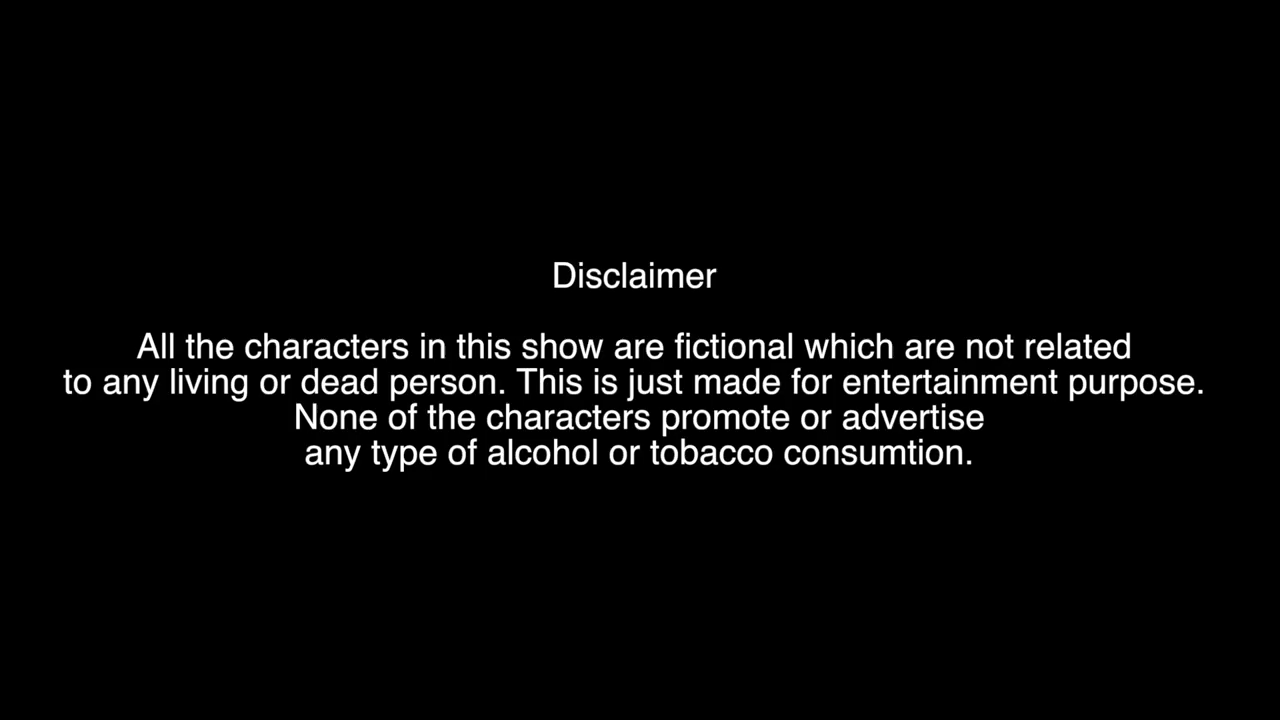 Disclaimer
All the characters in this show are fictional which are not related
to any living or dead person. This is just made for entertainment purpose.
None of the characters promote or advertise
any type of alcohol or tobacco consumtion.